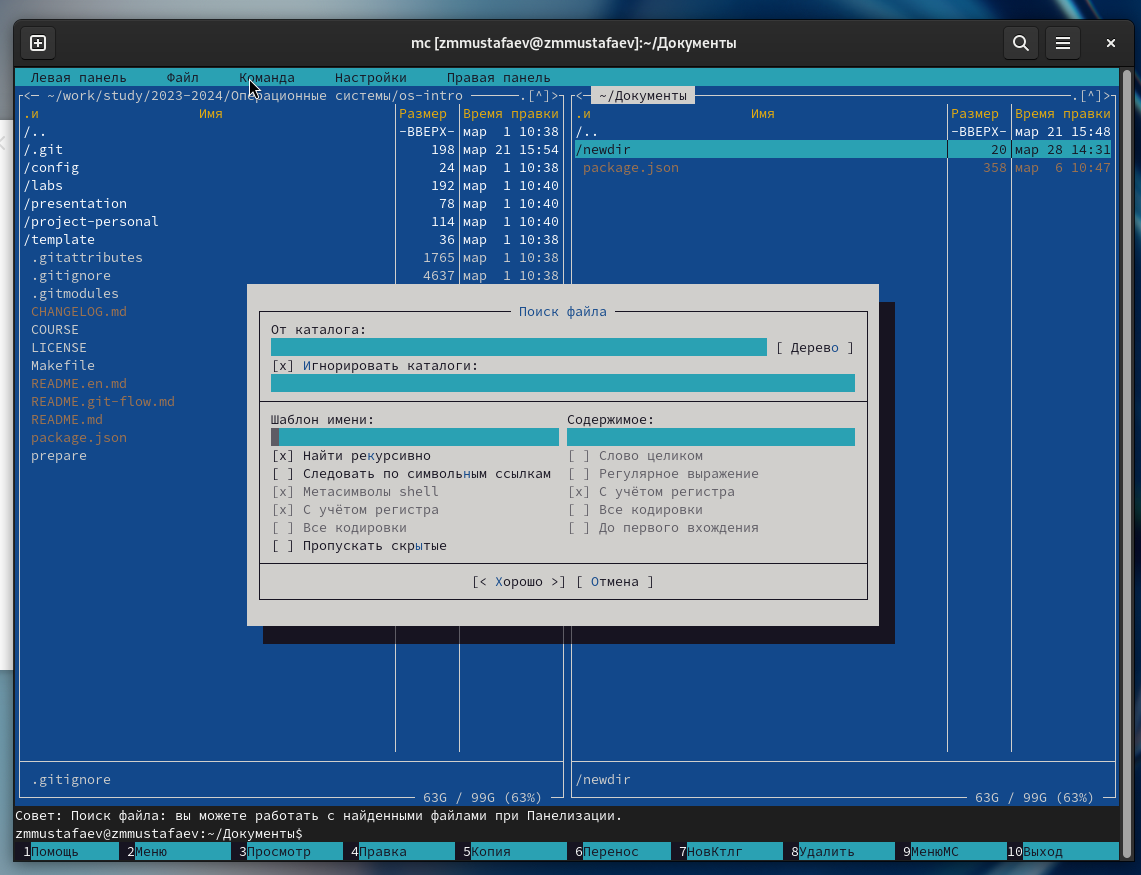 mc [zmmustafaev@zmmustafaev]:~/Документы
Левая панель Файл Команда Настройки Правая панель
<─ ~/work/study/2023-2024/Операционные системы/os-intro ───.[^]>
.и Имя Размер Время правки
/.. -ВВЕРХ- мар 1 10:38
/.git 198 мар 21 15:54
/config 24 мар 1 10:38
/labs 192 мар 1 10:40
/presentation 78 мар 1 10:40
/project-personal 114 мар 1 10:40
/template 36 мар 1 10:38
.gitattributes 1765 мар 1 10:38
.gitignore 4637 мар 1 10:38
.gitmodules
CHANGELOG.md
COURSE
LICENSE
Makefile
README.en.md
README.git-flow.md
README.md
package.json
prepare
.gitignore
63G / 99G (63%)
<─ ~/Документы .[^]>
.и Имя Размер Время правки
/.. -ВВЕРХ- мар 21 15:48
/newdir 20 мар 28 14:31
package.json 358 мар 6 10:47
/newdir
63G / 99G (63%)
Поиск файла
От каталога:
[ Дерево ]
[x] Игнорировать каталоги:
Шаблон имени: Содержимое:
[x] Найти рекурсивно [ ] Слово целиком
[ ] Следовать по символьным ссылкам [ ] Регулярное выражение
[x] Метасимволы shell [x] С учётом регистра
[x] С учётом регистра [ ] Все кодировки
[ ] Все кодировки [ ] До первого вхождения
[ ] Пропускать скрытые
[< Хорошо >] [ Отмена ]
Совет: Поиск файла: вы можете работать с найденными файлами при Панелизации.
zmmustafaev@zmmustafaev:~/Документы$
1Помощь 2Меню 3Просмотр 4Правка 5Копия 6Перенос 7НовКтлг 8Удалить 9МенюМС 10Выход